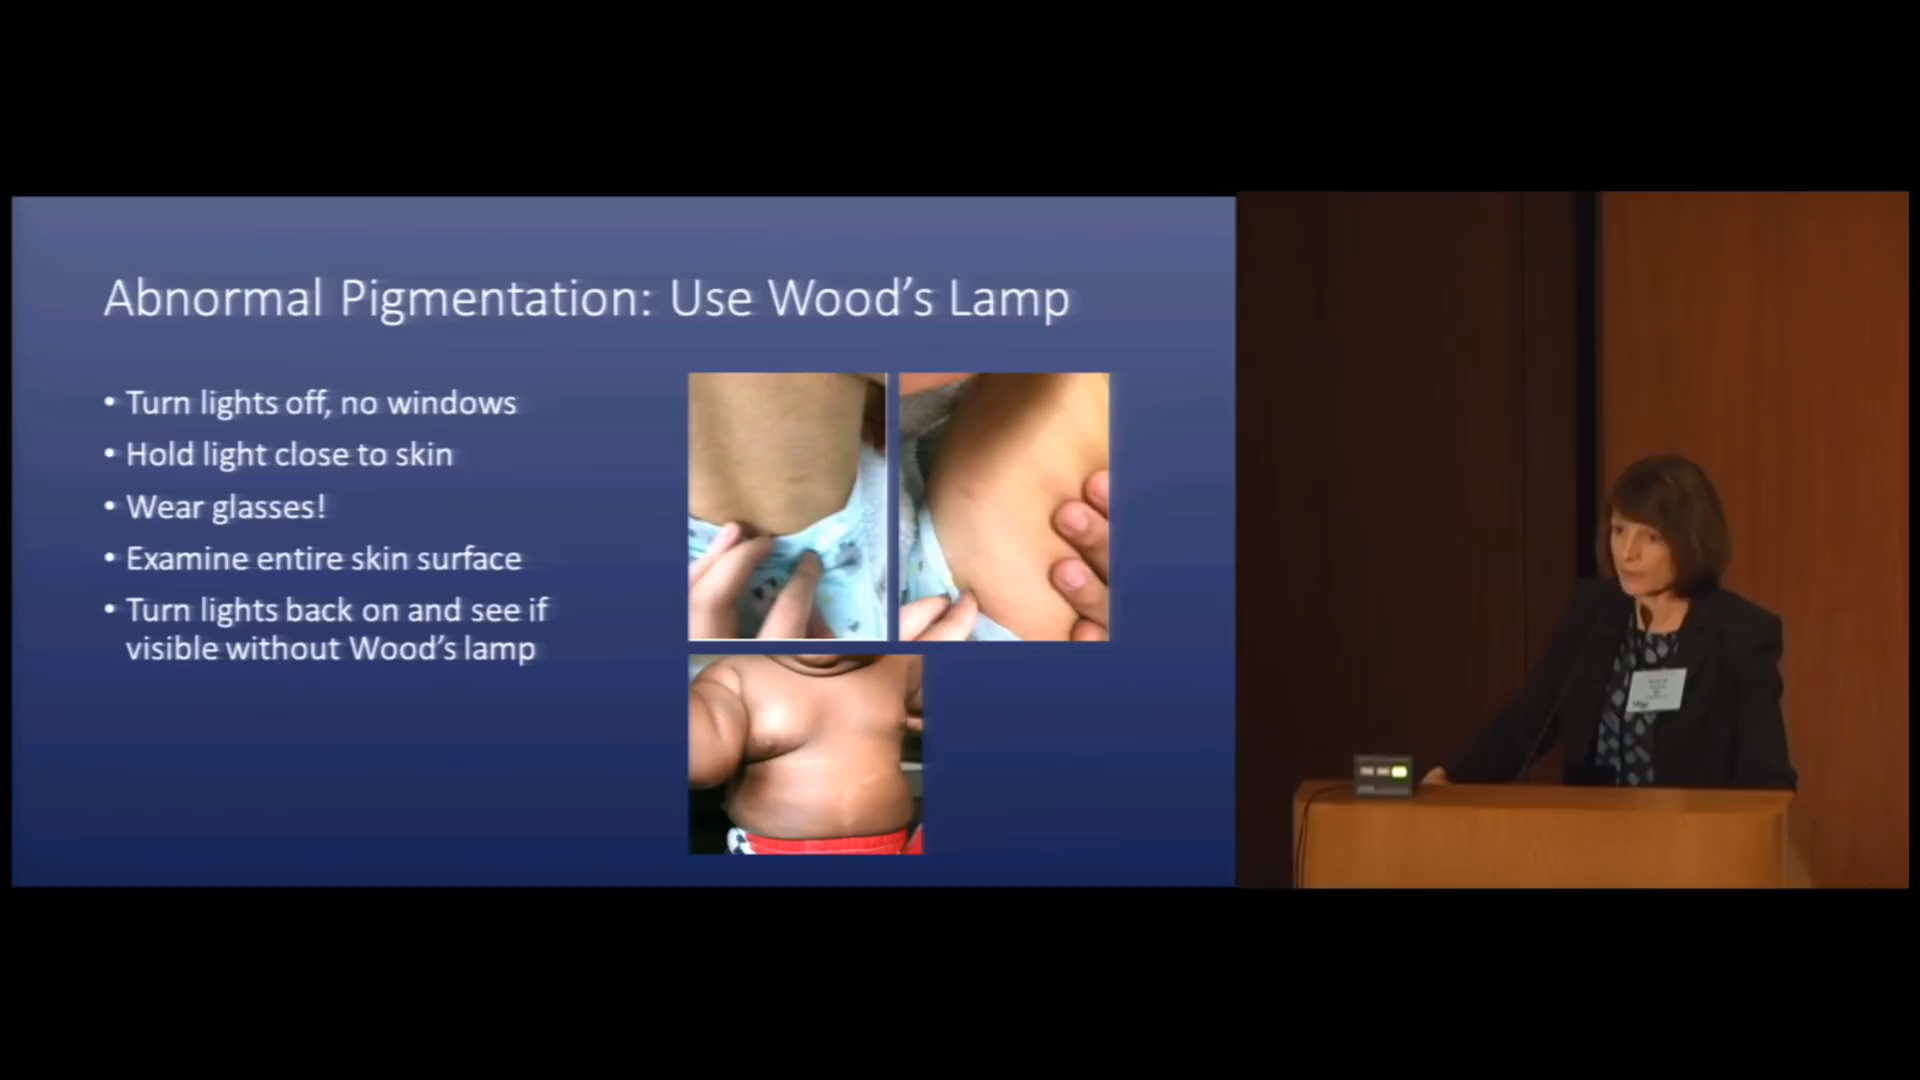 Abnormal Pigmentation: Use Wood's Lamp
• Turn lights off, no windows
• Hold light close to skin
• Wear glasses!
• Examine entire skin surface
• Turn lights back on and see if
visible without Wood's lamp